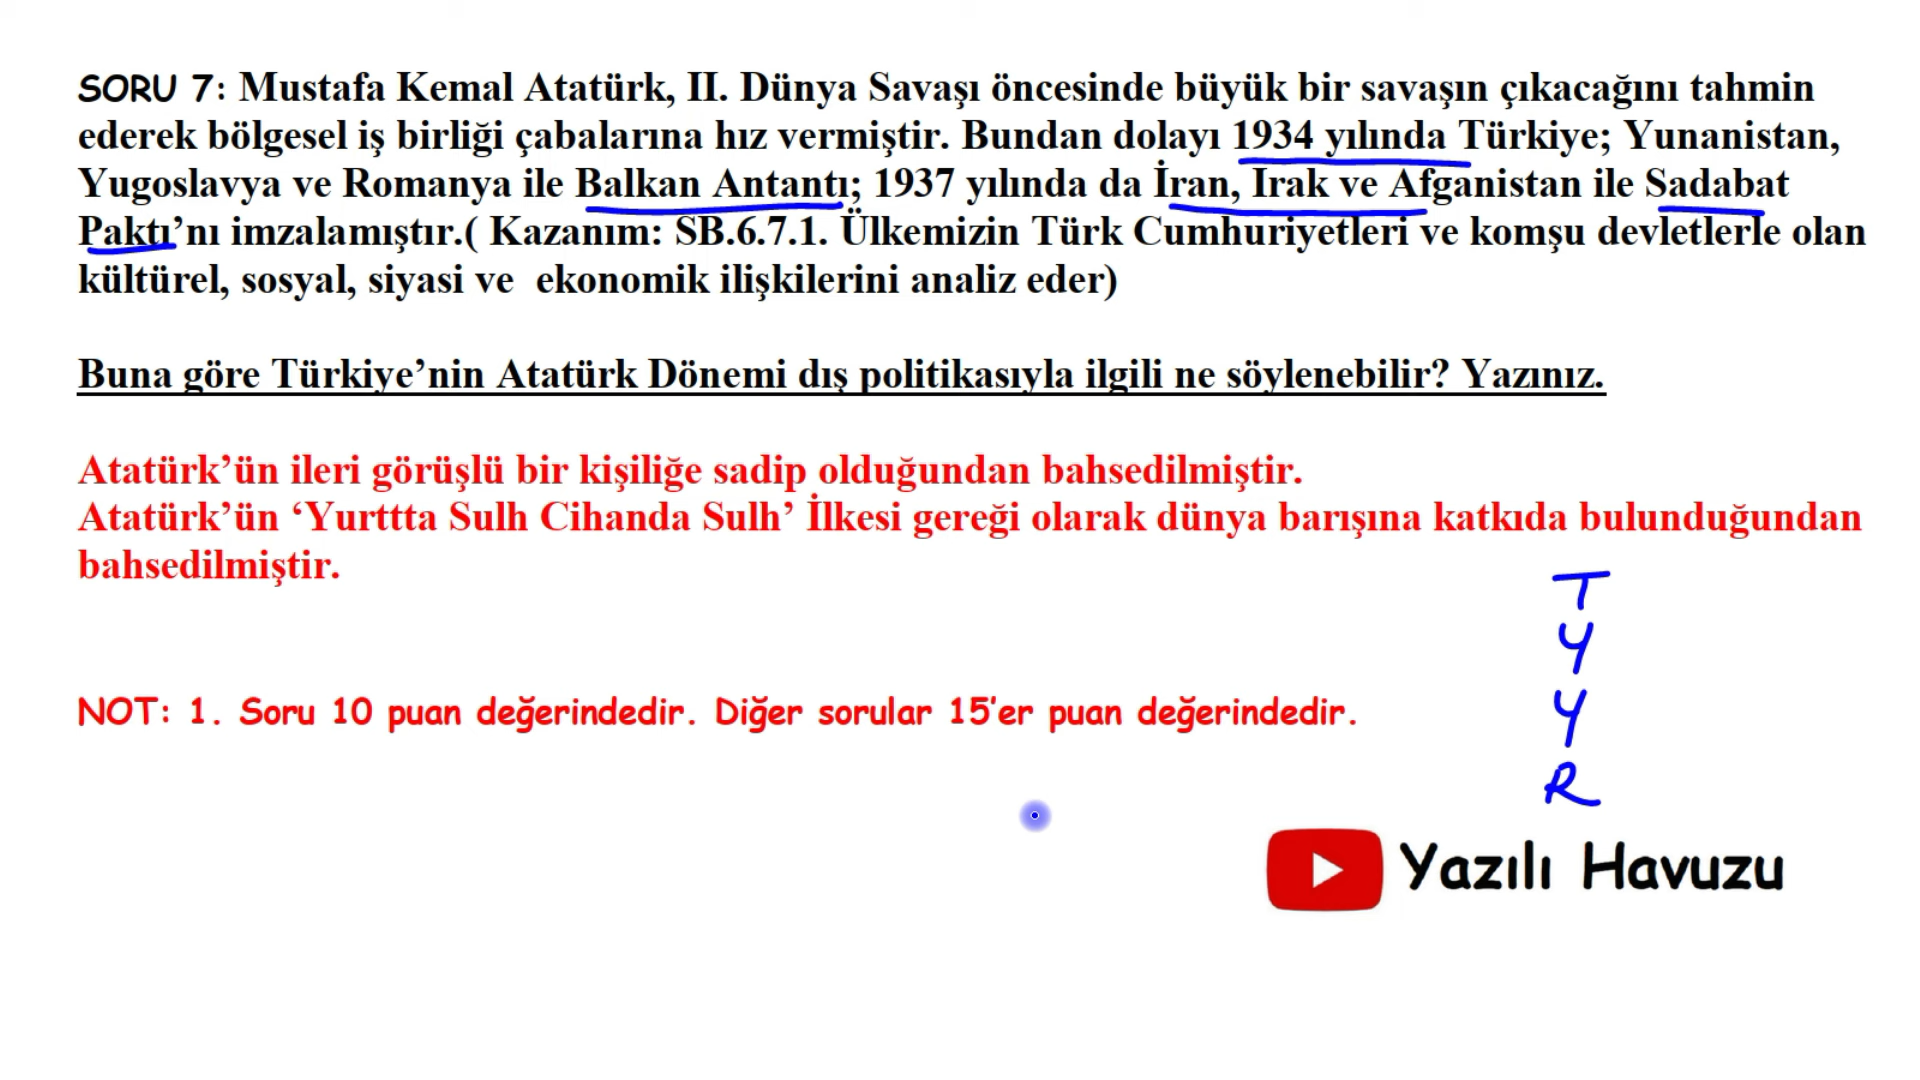 SORU 7: Mustafa Kemal Atatürk, II. Dünya Savaşı öncesinde büyük bir savaşın çıkacağını tahmin
ederek bölgesel iş birliği çabalarına hız vermiştir. Bundan dolayı 1934 yılında Türkiye; Yunanistan,
Yugoslavya ve Romanya ile Balkan Antantı; 1937 yılında da İran, Irak ve Afganistan ile Sadabat
Paktı’nı imzalamıştır.( Kazanım: SB.6.7.1. Ülkemizin Türk Cumhuriyetleri ve komşu devletlerle olan
kültürel, sosyal, siyasi ve ekonomik ilişkilerini analiz eder)
Buna göre Türkiye’nin Atatürk Dönemi dış politikasıyla ilgili ne söylenebilir? Yazınız.
Atatürk’ün ileri görüşlü bir kişiliğe sadip olduğundan bahsedilmiştir.
Atatürk’ün ‘Yurttta Sulh Cihanda Sulh’ İlkesi gereği olarak dünya barışına katkıda bulunduğundan
bahsedilmiştir.
T
Y
Y
R
NOT: 1. Soru 10 puan değerindedir. Diğer sorular 15’er puan değerindedir.
Yazılı Havuzu